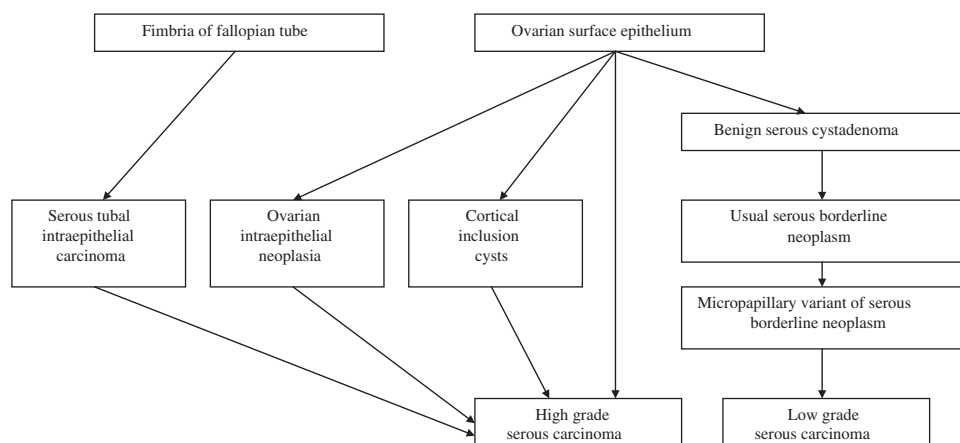 Fimbria of fallopian tube
Ovarian surface epithelium
Benign serous cystadenoma
Serous tubal
intraepithelial
carcinoma
Ovarian
intraepithelial
neoplasia
Cortical
inclusion
cysts
Usual serous borderline
neoplasm
Micropapillary variant of serous
borderline neoplasm
High grade
serous carcinoma
Low grade
serous carcinoma